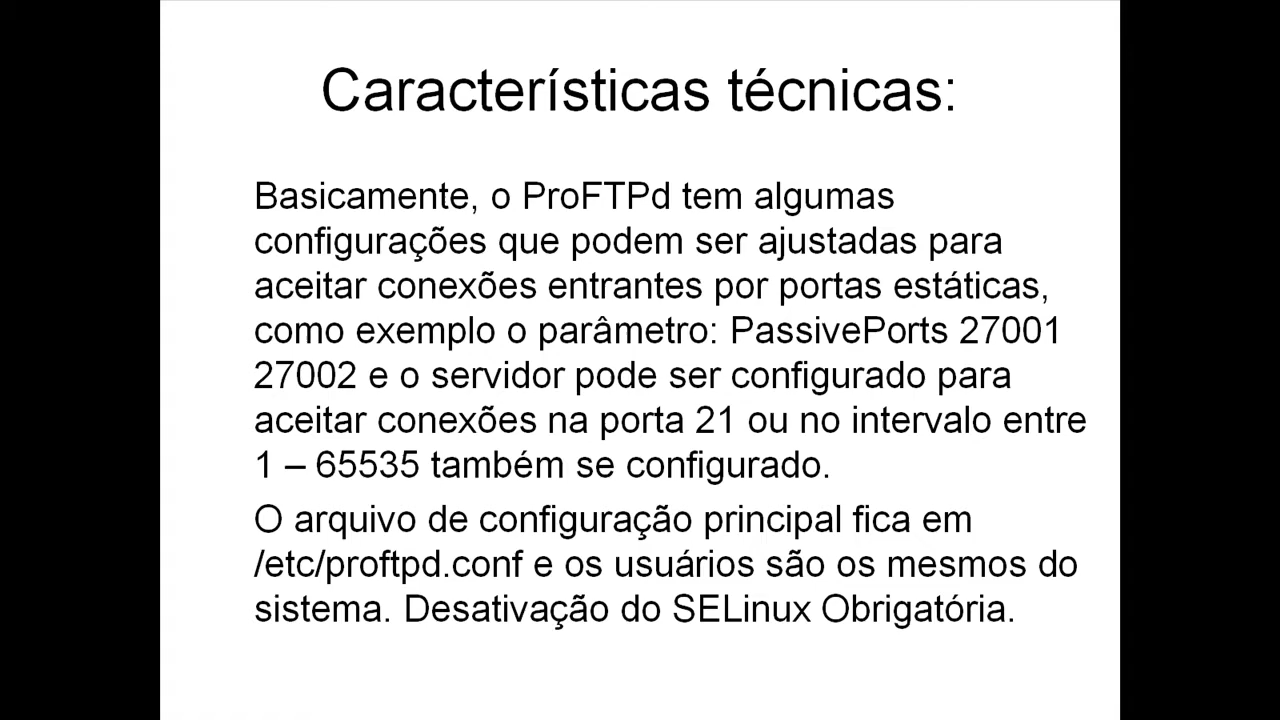 Características técnicas:
Basicamente, o ProFTPd tem algumas
configurações que podem ser ajustadas para
aceitar conexões entrantes por portas estáticas,
como exemplo o parâmetro: PassivePorts 27001
27002 e o servidor pode ser configurado para
aceitar conexões na porta 21 ou no intervalo entre
1 – 65535 também se configurado.
O arquivo de configuração principal fica em
/etc/proftpd.conf e os usuários são os mesmos do
sistema. Desativação do SELinux Obrigatória.